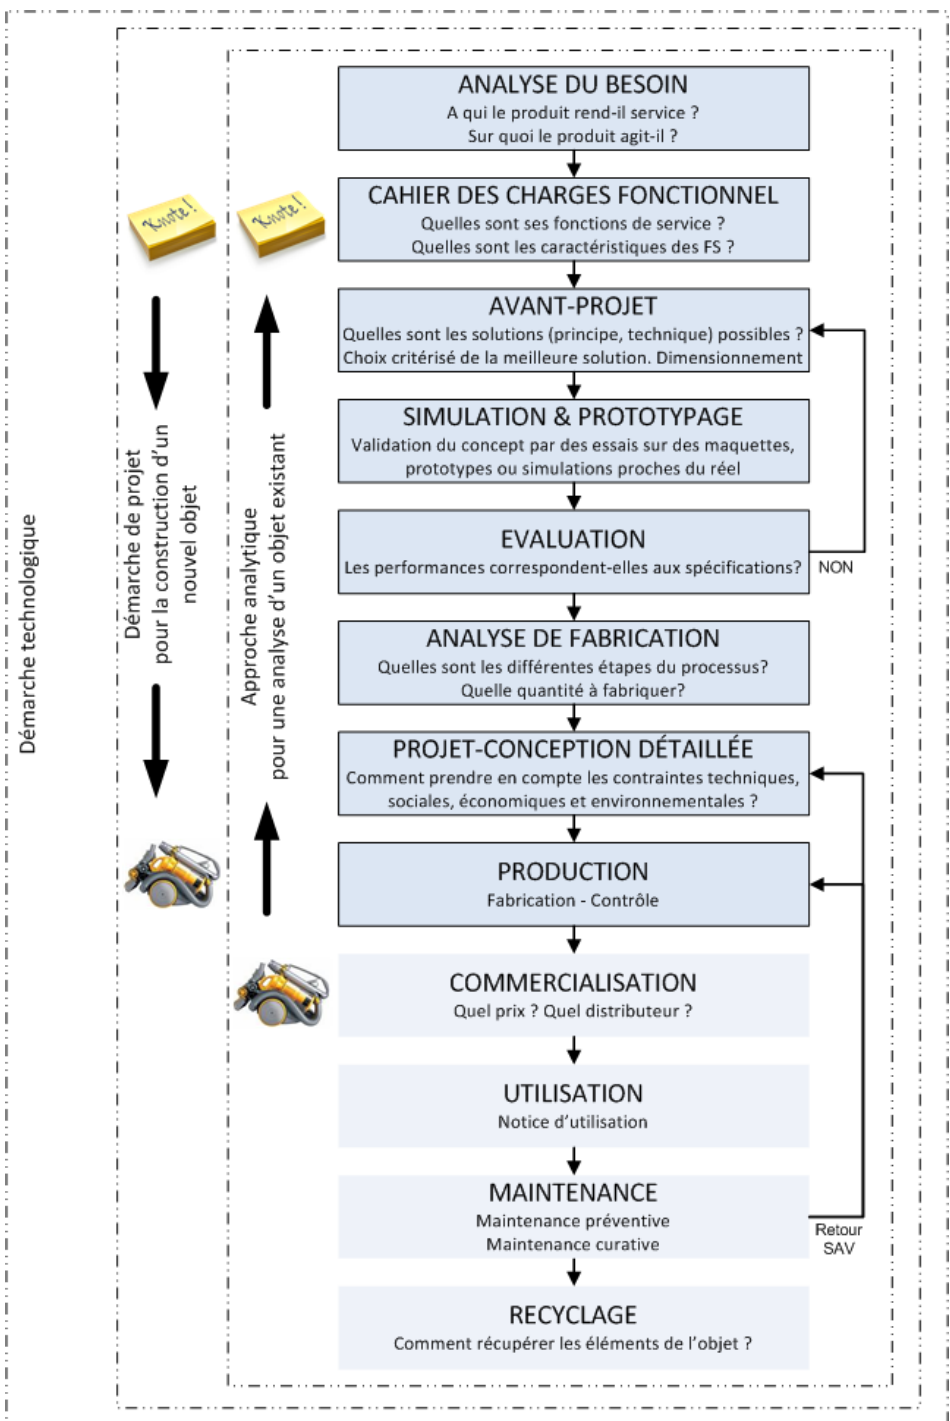 ANALYSE DU BESOIN
A qui le produit rend-il service ?
Sur quoi le produit agit-il ?
CAHIER DES CHARGES FONCTIONNEL
Quelles sont ses fonctions de service ?
Quelles sont les caractéristiques des FS ?
Knote!
Knote!
AVANT-PROJET
Quelles sont les solutions (principe, technique) possibles ?
Choix critérisé de la meilleure solution. Dimensionnement
SIMULATION & PROTOTYPAGE
Validation du concept par des essais sur des maquettes,
prototypes ou simulations proches du réel
EVALUATION
Les performances correspondent-elles aux spécifications?
NON
ANALYSE DE FABRICATION
Quelles sont les différentes étapes du processus?
Quelle quantité à fabriquer?
PROJET-CONCEPTION DÉTAILLÉE
Comment prendre en compte les contraintes techniques,
sociales, économiques et environnementales ?
PRODUCTION
Fabrication - Contrôle
COMMERCIALISATION
Quel prix ? Quel distributeur ?
UTILISATION
Notice d'utilisation
MAINTENANCE
Maintenance préventive
Maintenance curative
Retour
SAV
RECYCLAGE
Comment récupérer les éléments de l'objet ?
Démarche technologique
Démarche de projet
pour la construction d'un
nouvel objet
Approche analytique
pour une analyse d'un objet existant